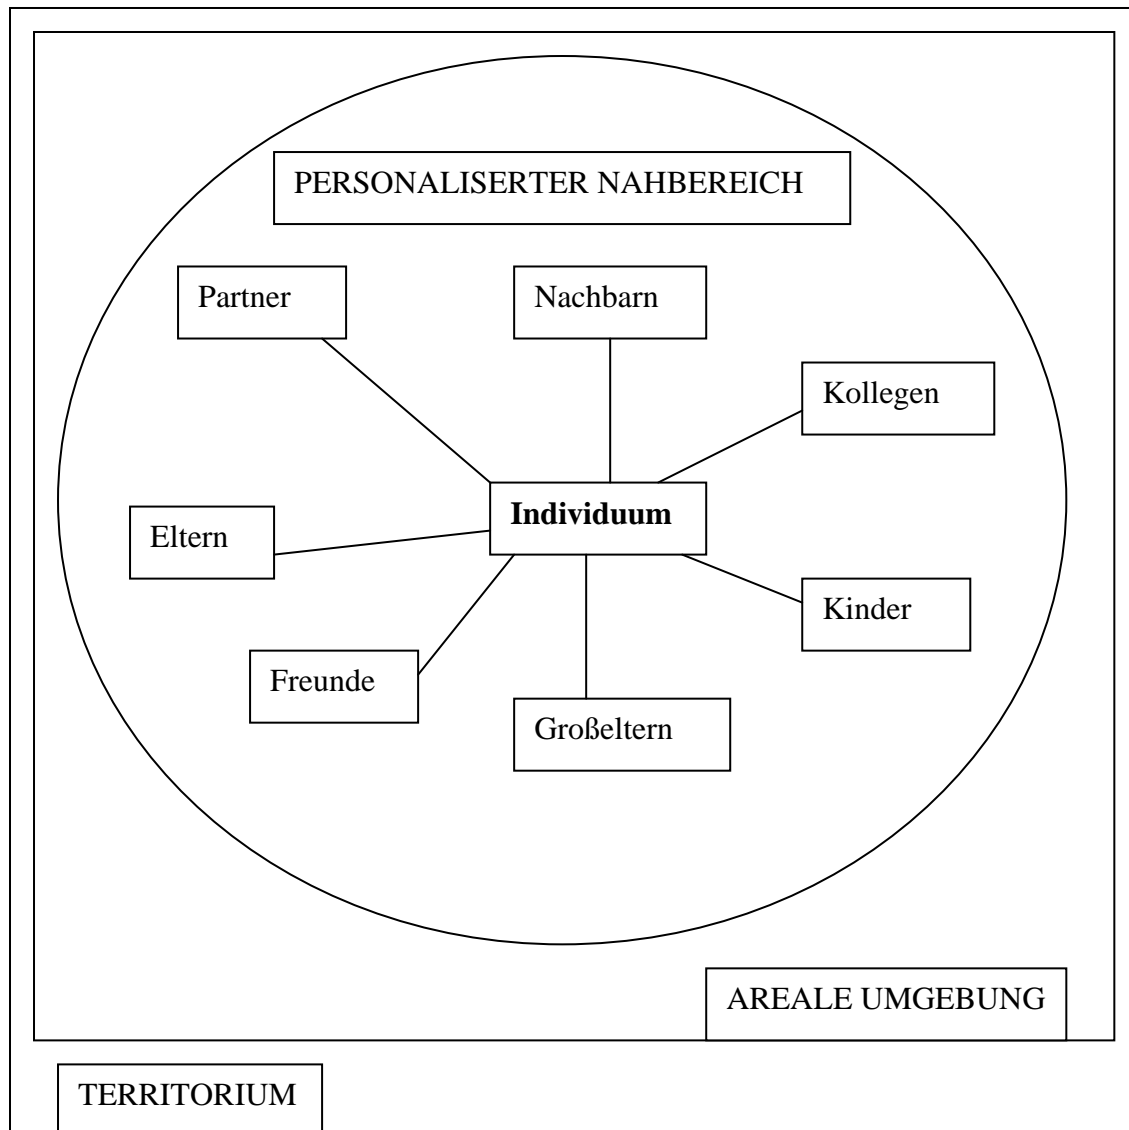 PERSONALISERTER NAHBEREICH
Partner
Nachbarn
Kollegen
Individuum
Eltern
Kinder
Freunde
Großeltern
AREALE UMGEBUNG
TERRITORIUM